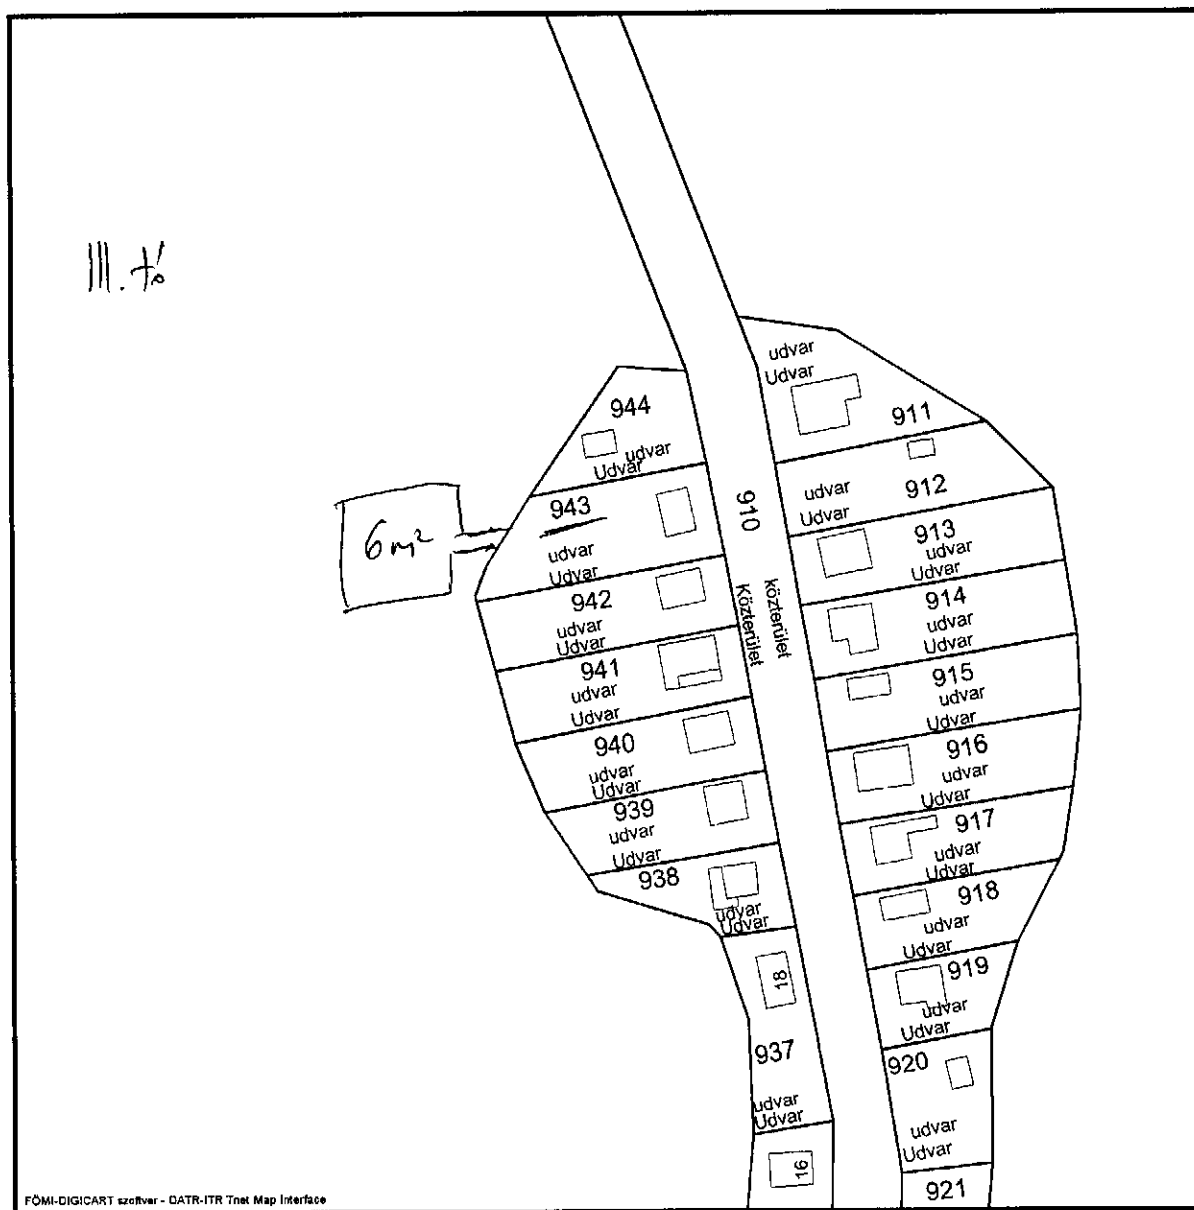 III. tó
udvar
Udvar
911
944
udvar
Udvar
912
udvar
Udvar
943
udvar
Udvar
6 m²
910
közterület
Közterület
913
udvar
Udvar
942
udvar
Udvar
914
udvar
Udvar
941
udvar
Udvar
915
udvar
Udvar
940
udvar
Udvar
916
udvar
Udvar
939
udvar
Udvar
917
udvar
Udvar
938
udvar
Udvar
918
udvar
Udvar
18
919
udvar
Udvar
937
udvar
Udvar
920
udvar
Udvar
16
921
FÖMI-DIGICART szoftver - DATR-ITR Tnet Map Interface